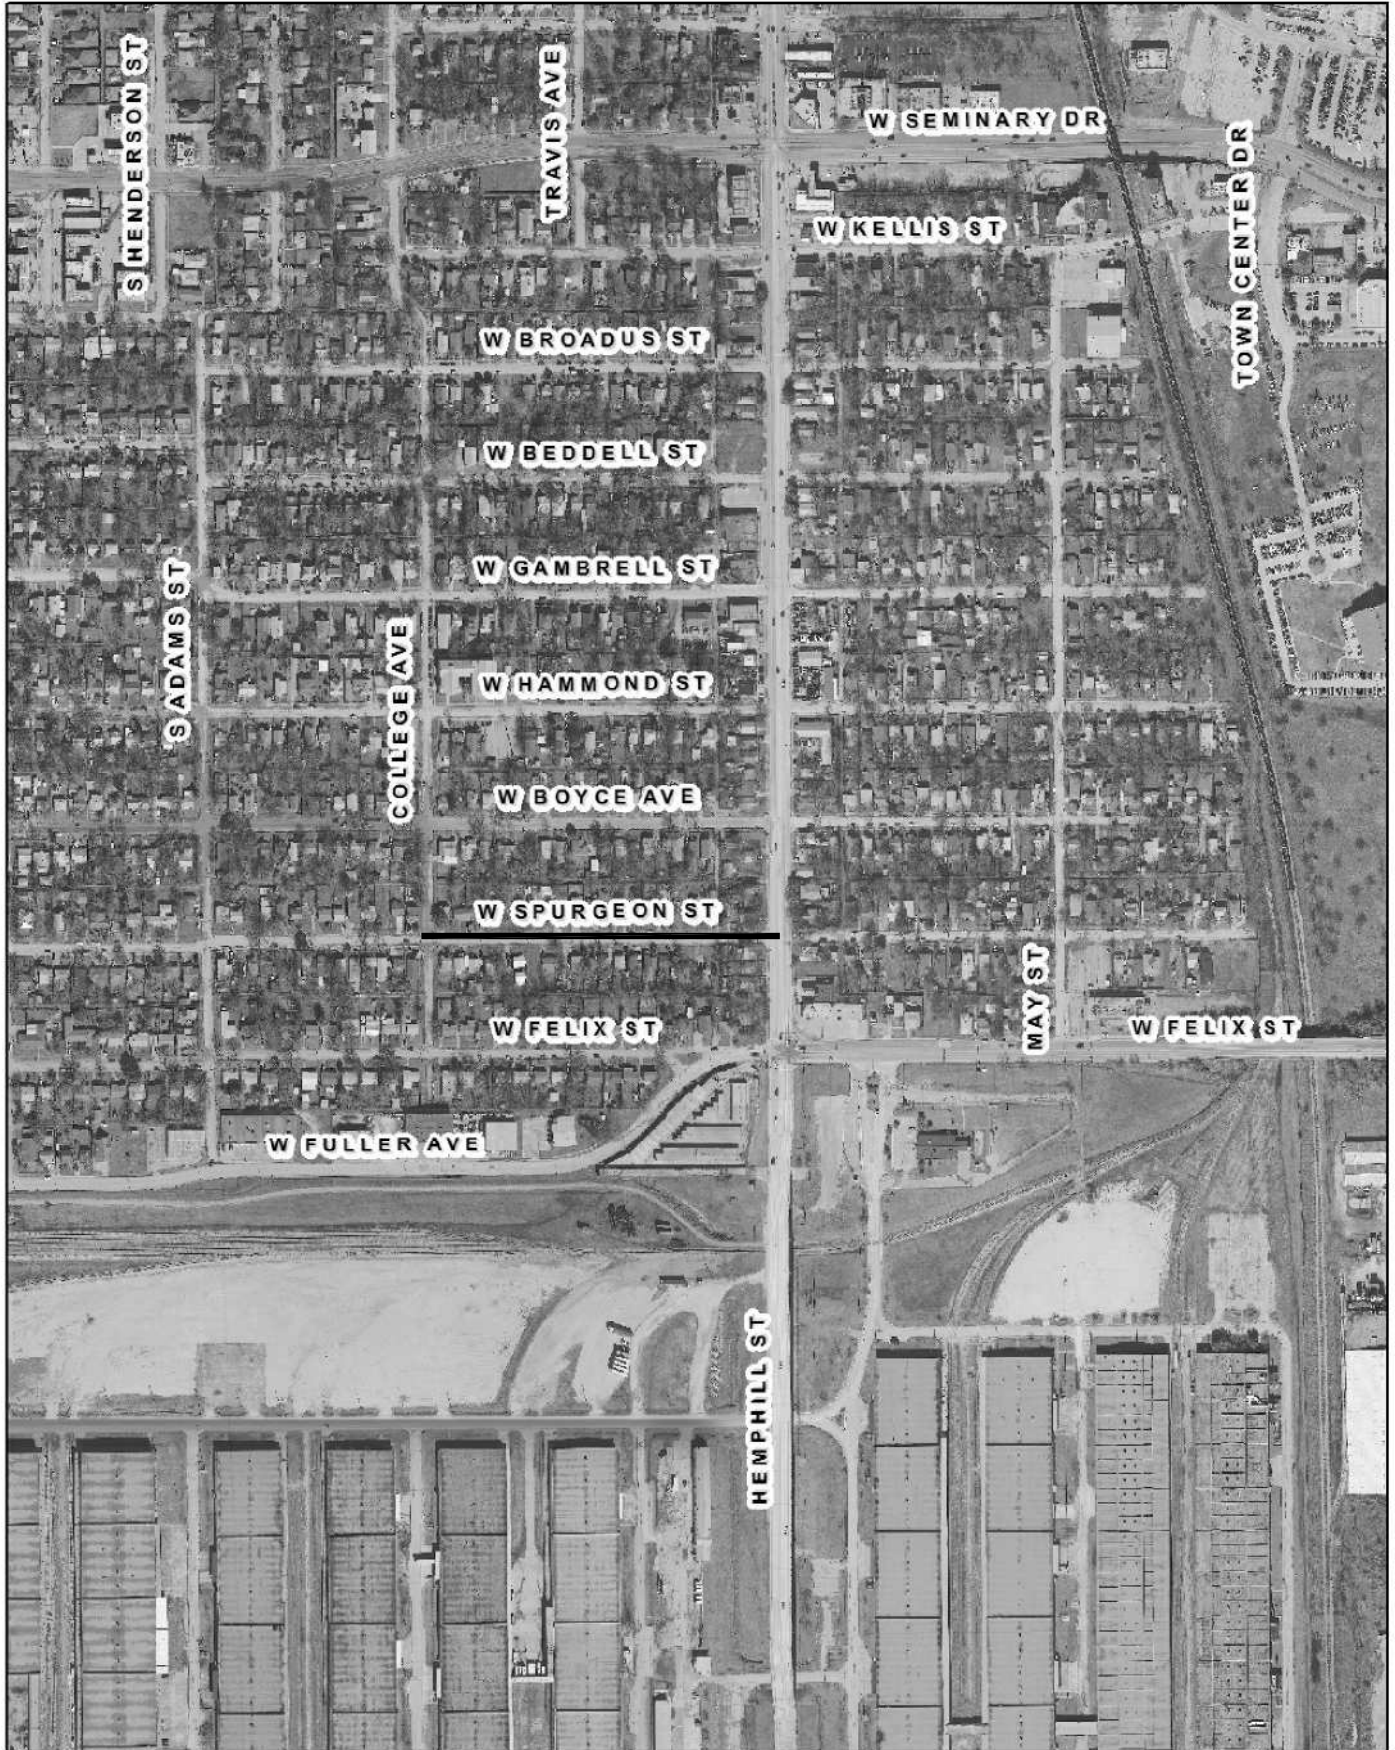 S HENDERSON ST
TRAVIS AVE
W SEMINARY DR
TOWN CENTER DR
W KELLIS ST
W BROADUS ST
W BEDDELL ST
W GAMBRELL ST
S ADAMS ST
COLLEGE AVE
W HAMMOND ST
W BOYCE AVE
W SPURGEON ST
MAY ST
W FELIX ST
W FELIX ST
W FULLER AVE
HEMPHILL ST